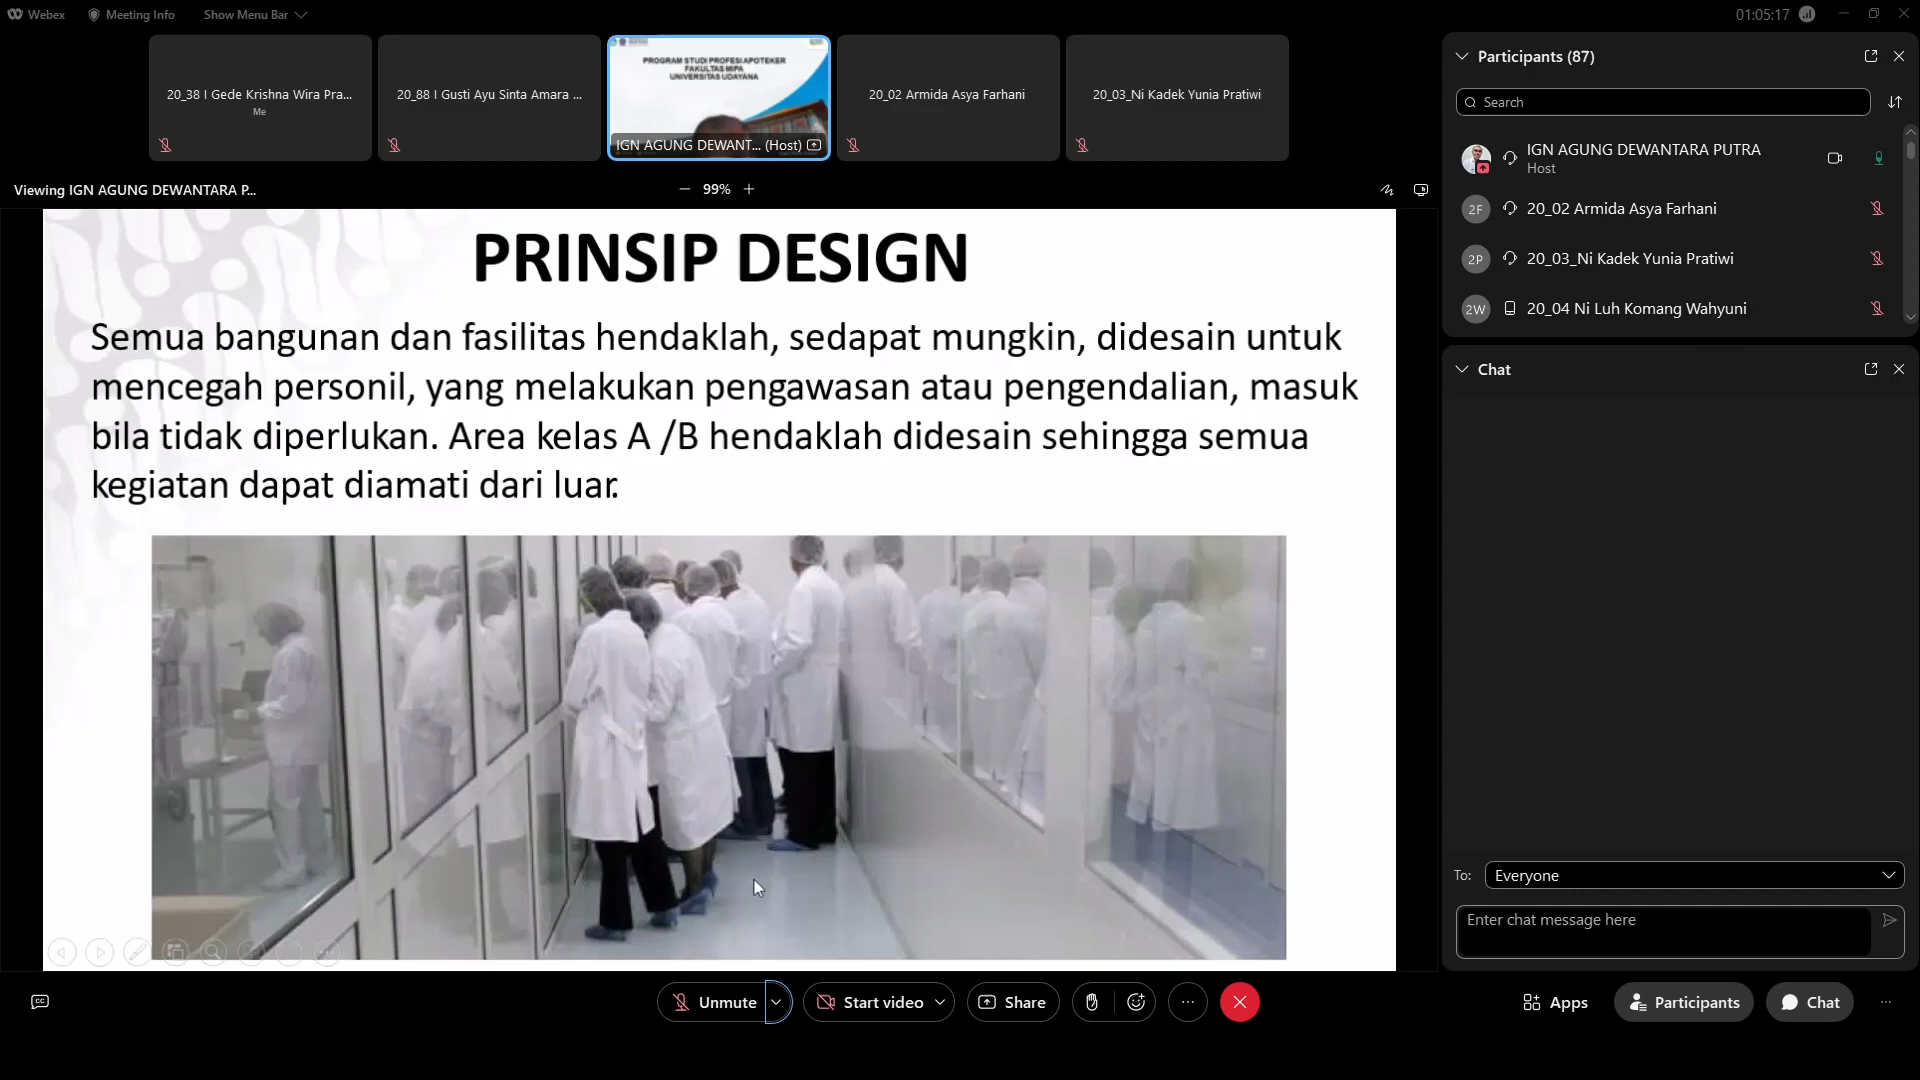 Webex
Meeting Info
Show Menu Bar
01:05:17
20_38 I Gede Krishna Wira Pra...
Me
20_88 I Gusti Ayu Sinta Amara ...
PROGRAM STUDI PROFESI APOTEKER
FAKULTAS MIPA
UNIVERSITAS UDAYANA
IGN AGUNG DEWANT... (Host)
20_02 Armida Asya Farhani
20_03_Ni Kadek Yunia Pratiwi
Viewing IGN AGUNG DEWANTARA P...
99%
PRINSIP DESIGN
Semua bangunan dan fasilitas hendaklah, sedapat mungkin, didesain untuk
mencegah personil, yang melakukan pengawasan atau pengendalian, masuk
bila tidak diperlukan. Area kelas A /B hendaklah didesain sehingga semua
kegiatan dapat diamati dari luar.
Participants (87)
Search
IGN AGUNG DEWANTARA PUTRA
Host
2F 20_02 Armida Asya Farhani
2P 20_03_Ni Kadek Yunia Pratiwi
2W 20_04 Ni Luh Komang Wahyuni
Chat
To: Everyone
Enter chat message here
CC
Unmute
Start video
Share
Apps
Participants
Chat